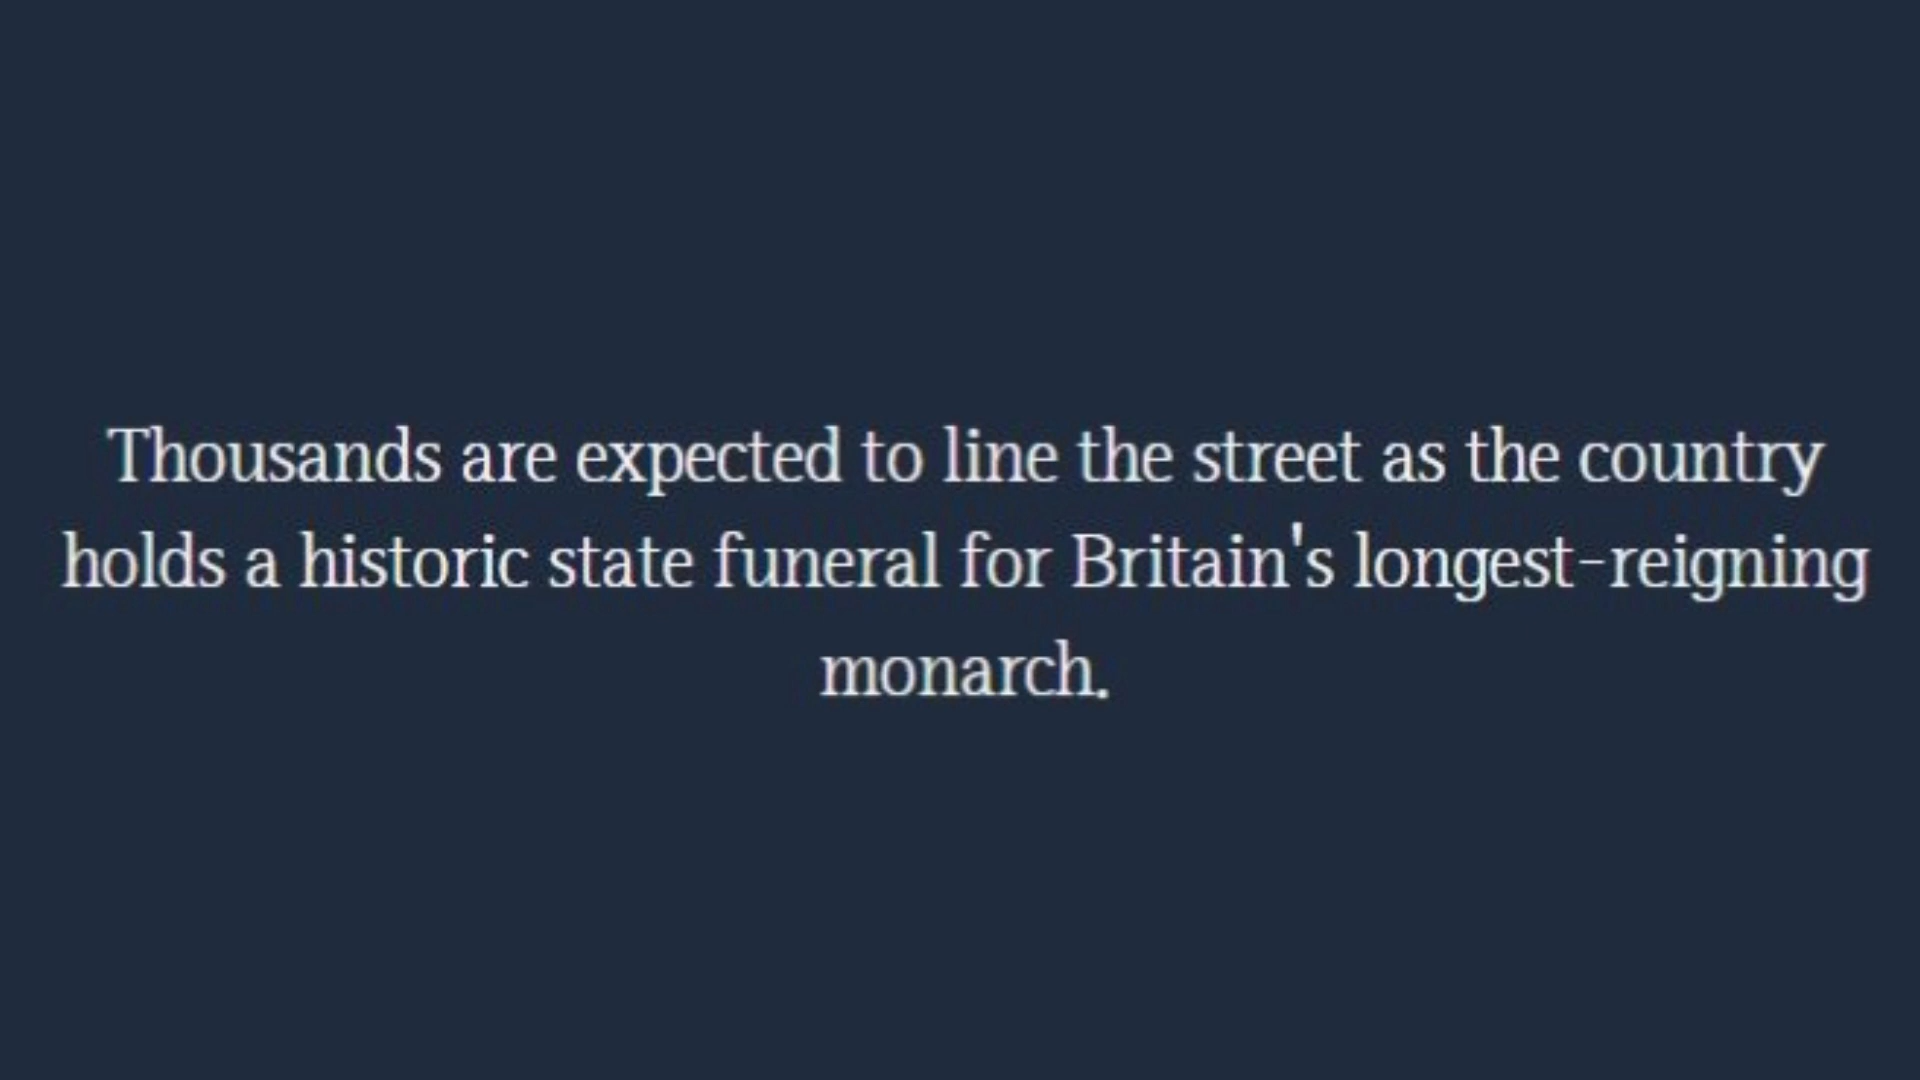 Thousands are expected to line the street as the country
holds a historic state funeral for Britain's longest-reigning
monarch.